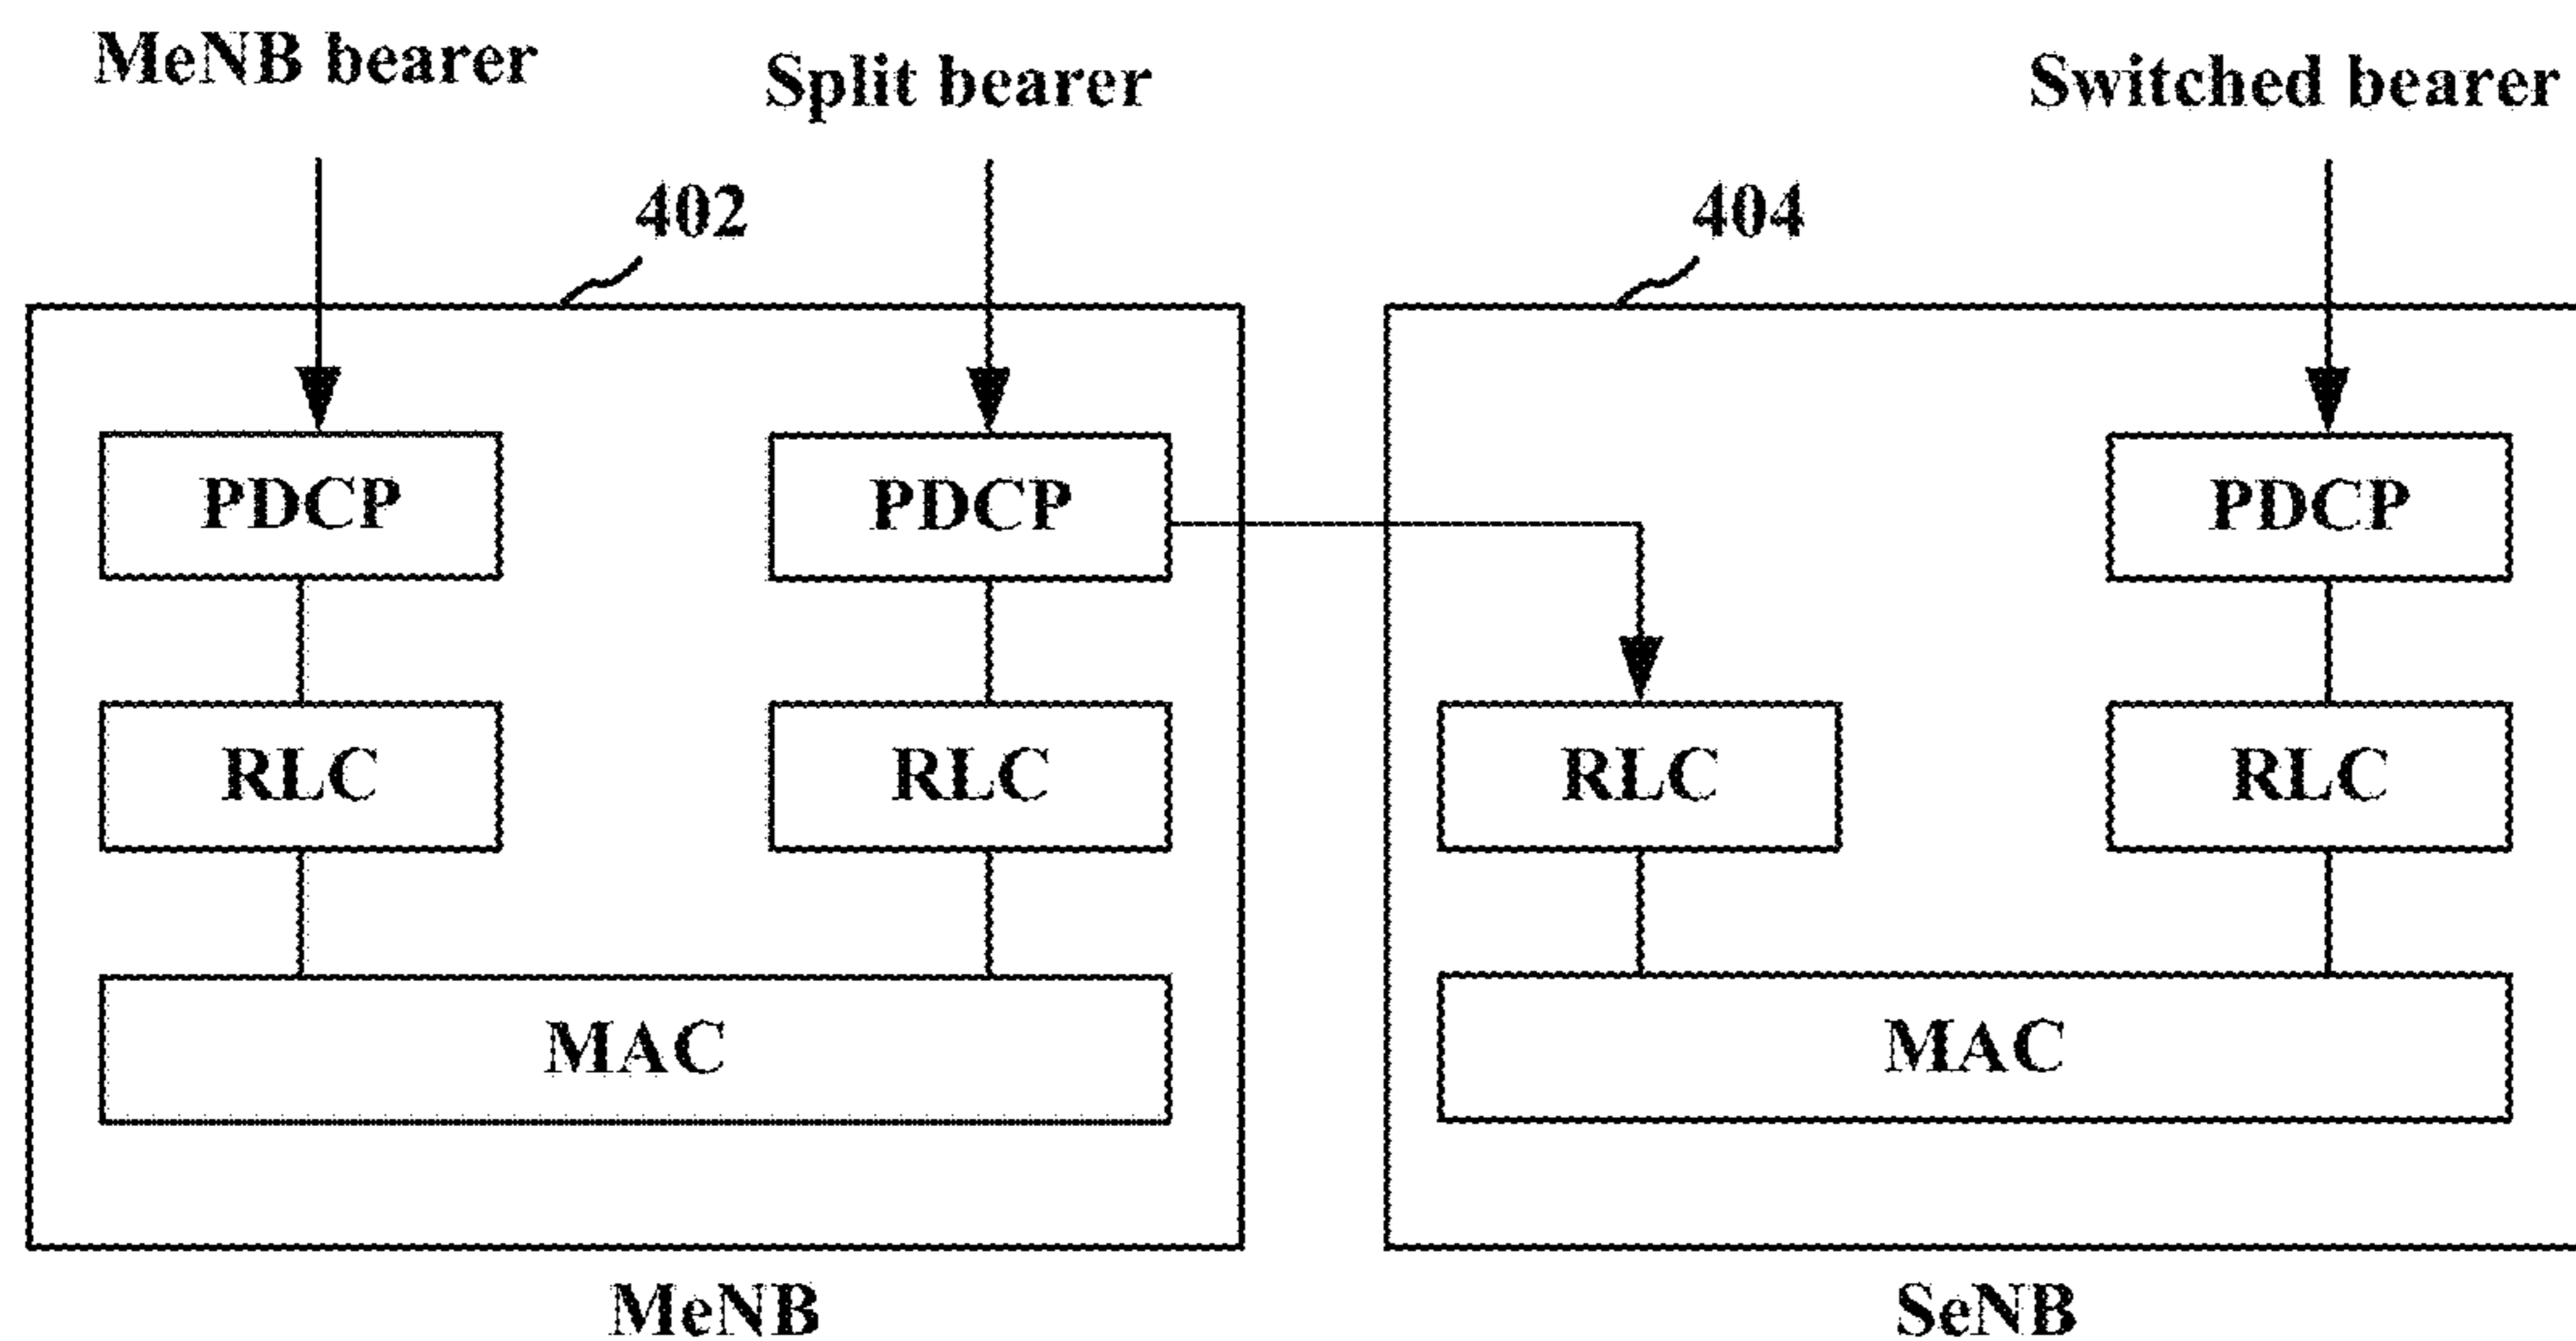 MeNB bearer
Split bearer
Switched bearer
402
404
PDCP
PDCP
PDCP
RLC
RLC
RLC
RLC
MAC
MAC
MeNB
SeNB